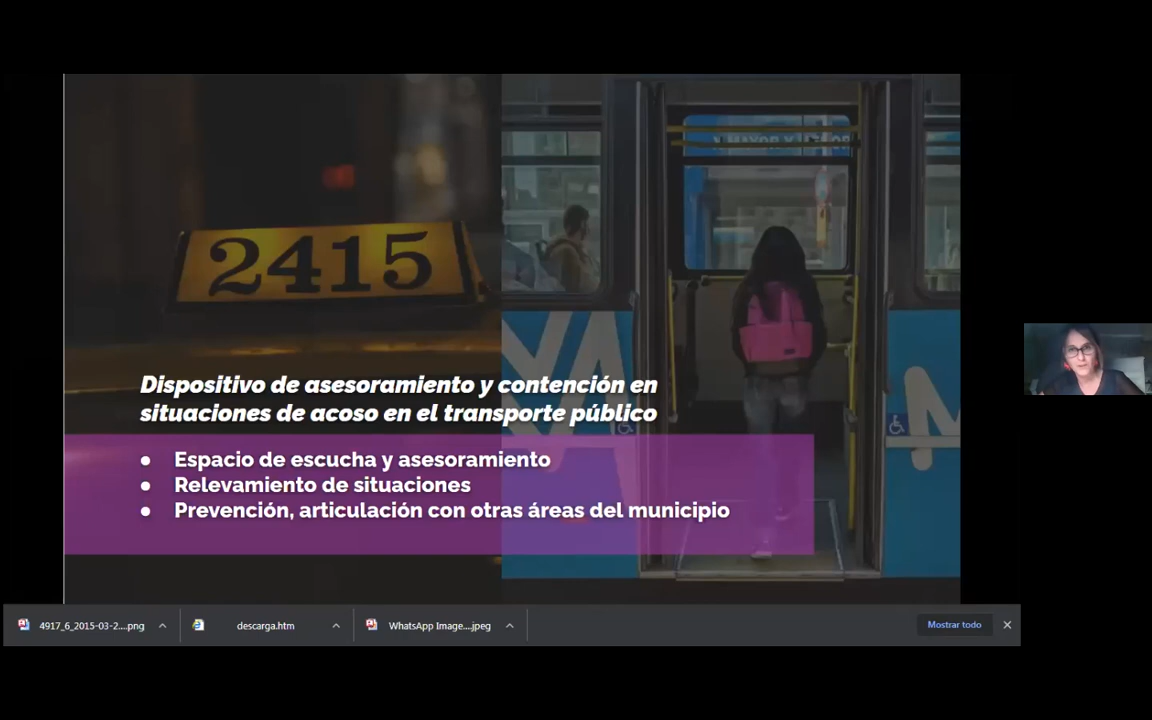 Y MAYOR Y
2415
Dispositivo de asesoramiento y contención en
situaciones de acoso en el transporte público
● Espacio de escucha y asesoramiento
● Relevamiento de situaciones
● Prevención, articulación con otras áreas del municipio
4917_6_2015-03-2....png
descarga.htm
WhatsApp Image....jpeg
Mostrar todo